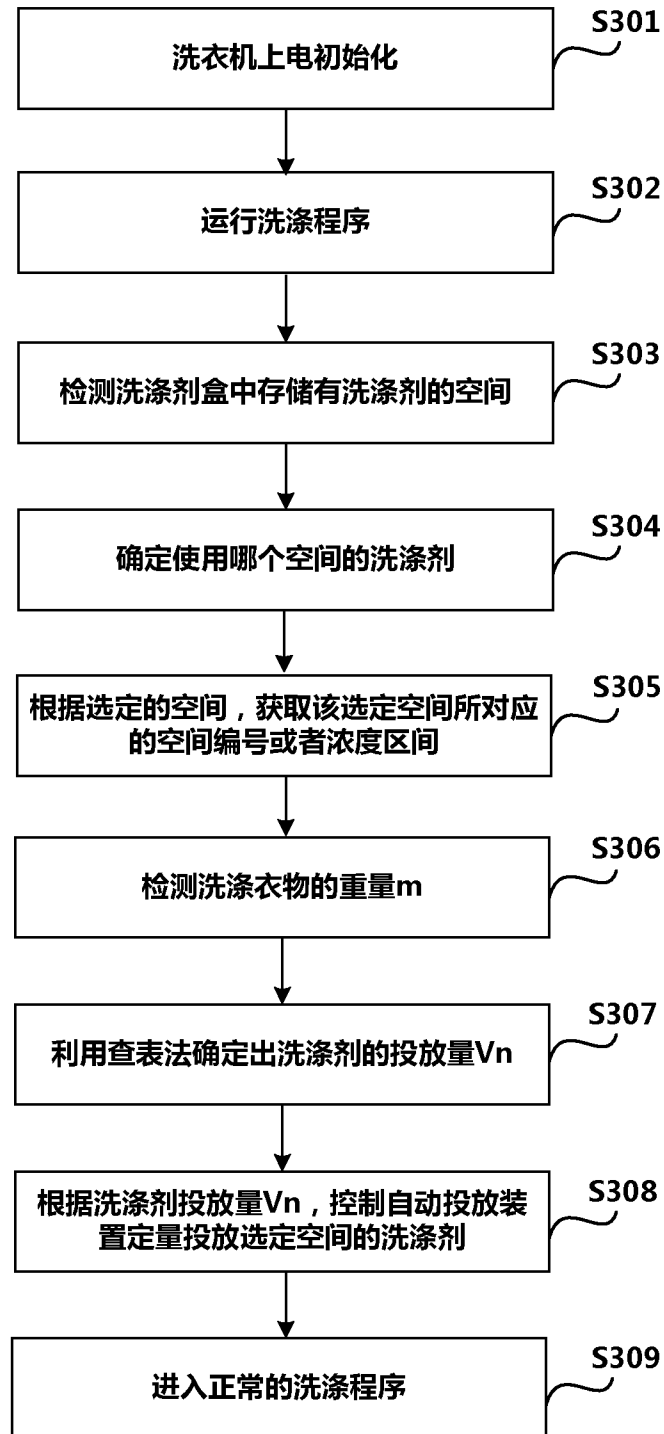 S301
洗衣机上电初始化
S302
运行洗涤程序
S303
检测洗涤剂盒中存储有洗涤剂的空间
S304
确定使用哪个空间的洗涤剂
S305
根据选定的空间，获取该选定空间所对应
的空间编号或者浓度区间
S306
检测洗涤衣物的重量m
S307
利用查表法确定出洗涤剂的投放量Vn
S308
根据洗涤剂投放量Vn，控制自动投放装
置定量投放选定空间的洗涤剂
S309
进入正常的洗涤程序